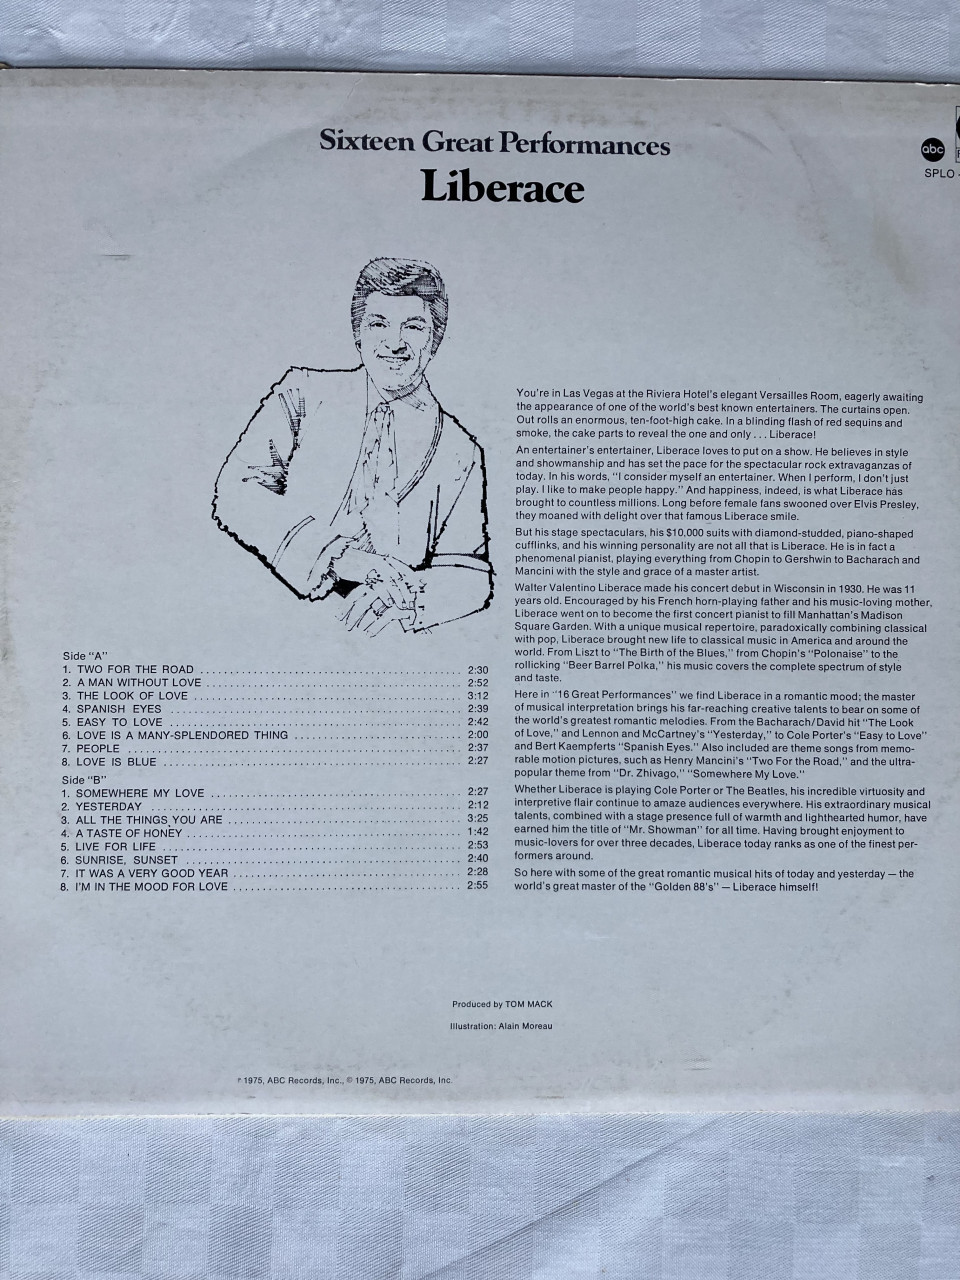 Sixteen Great Performances
Liberace
abc
SPLO
You're in Las Vegas at the Riviera Hotel's elegant Versailles Room, eagerly awaiting
the appearance of one of the world's best known entertainers. The curtains open.
Out rolls an enormous, ten-foot-high cake. In a blinding flash of red sequins and
smoke, the cake parts to reveal the one and only . . . Liberace!
An entertainer's entertainer, Liberace loves to put on a show. He believes in style
and showmanship and has set the pace for the spectacular rock extravaganzas of
today. In his words, "I consider myself an entertainer. When I perform, I don't just
play. I like to make people happy." And happiness, indeed, is what Liberace has
brought to countless millions. Long before female fans swooned over Elvis Presley,
they moaned with delight over that famous Liberace smile.
But his stage spectaculars, his $10,000 suits with diamond-studded, piano-shaped
cufflinks, and his winning personality are not all that is Liberace. He is in fact a
phenomenal pianist, playing everything from Chopin to Gershwin to Bacharach and
Mancini with the style and grace of a master artist.
Walter Valentino Liberace made his concert debut in Wisconsin in 1930. He was 11
years old. Encouraged by his French horn-playing father and his music-loving mother,
Liberace went on to become the first concert pianist to fill Manhattan's Madison
Square Garden. With a unique musical repertoire, paradoxically combining classical
with pop, Liberace brought new life to classical music in America and around the
world. From Liszt to "The Birth of the Blues," from Chopin's "Polonaise" to the
rollicking "Beer Barrel Polka," his music covers the complete spectrum of style
and taste.
Here in "16 Great Performances" we find Liberace in a romantic mood; the master
of musical interpretation brings his far-reaching creative talents to bear on some of
the world's greatest romantic melodies. From the Bacharach/David hit "The Look
of Love," and Lennon and McCartney's "Yesterday," to Cole Porter's "Easy to Love"
and Bert Kaempferts "Spanish Eyes." Also included are theme songs from memo-
rable motion pictures, such as Henry Mancini's "Two For the Road," and the ultra-
popular theme from "Dr. Zhivago," "Somewhere My Love."
Whether Liberace is playing Cole Porter or The Beatles, his incredible virtuosity and
interpretive flair continue to amaze audiences everywhere. His extraordinary musical
talents, combined with a stage presence full of warmth and lighthearted humor, have
earned him the title of "Mr. Showman" for all time. Having brought enjoyment to
music-lovers for over three decades, Liberace today ranks as one of the finest per-
formers around.
So here with some of the great romantic musical hits of today and yesterday — the
world's great master of the "Golden 88's" — Liberace himself!
Side "A"
1. TWO FOR THE ROAD 2:30
2. A MAN WITHOUT LOVE 2:52
3. THE LOOK OF LOVE 3:12
4. SPANISH EYES 2:39
5. EASY TO LOVE 2:42
6. LOVE IS A MANY-SPLENDORED THING 2:00
7. PEOPLE 2:37
8. LOVE IS BLUE 2:27
Side "B"
1. SOMEWHERE MY LOVE 2:27
2. YESTERDAY 2:12
3. ALL THE THINGS YOU ARE 3:25
4. A TASTE OF HONEY 1:42
5. LIVE FOR LIFE 2:53
6. SUNRISE, SUNSET 2:40
7. IT WAS A VERY GOOD YEAR 2:28
8. I'M IN THE MOOD FOR LOVE 2:55
Produced by TOM MACK
Illustration: Alain Moreau
℗ 1975, ABC Records, Inc., © 1975, ABC Records, Inc.